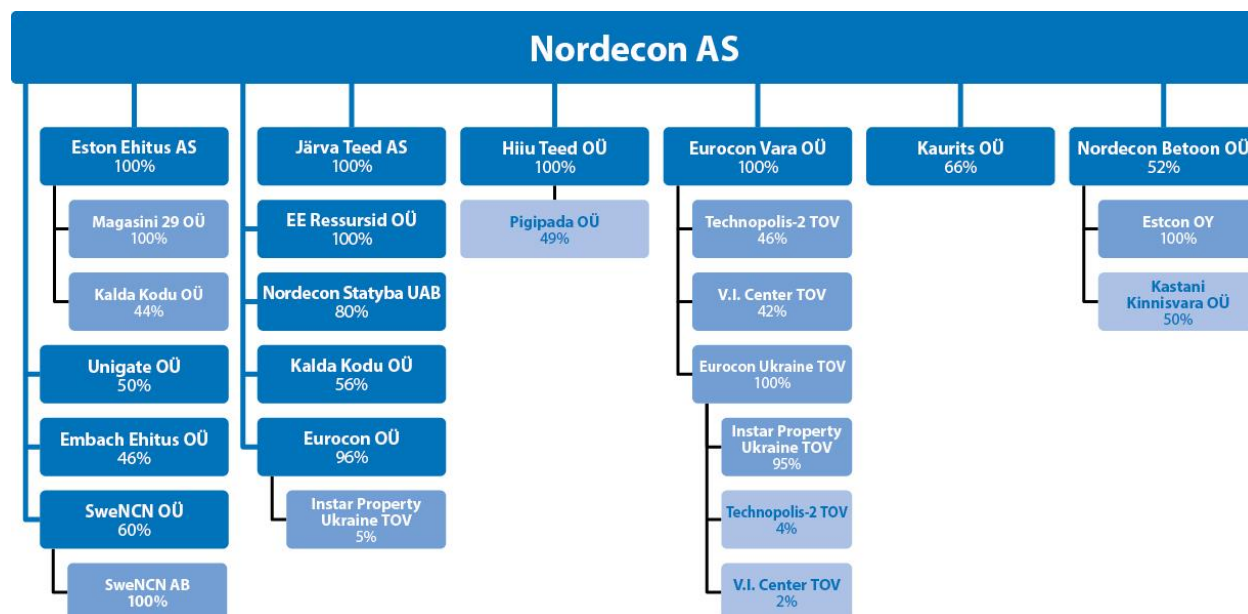 Nordecon AS
Eston Ehitus AS
100%
Magasini 29 OÜ
100%
Kalda Kodu OÜ
44%
Unigate OÜ
50%
Embach Ehitus OÜ
46%
SweNCN OÜ
60%
SweNCN AB
100%
Järva Teed AS
100%
EE Ressursid OÜ
100%
Nordecon Statyba UAB
80%
Kalda Kodu OÜ
56%
Eurocon OÜ
96%
Instar Property
Ukraine TOV
5%
Hiiu Teed OÜ
100%
Pigipada OÜ
49%
Eurocon Vara OÜ
100%
Technopolis-2 TOV
46%
V.I. Center TOV
42%
Eurocon Ukraine TOV
100%
Instar Property
Ukraine TOV
95%
Technopolis-2 TOV
4%
V.I. Center TOV
2%
Kaurits OÜ
66%
Nordecon Betoon OÜ
52%
Estcon OY
100%
Kastani
Kinnisvara OÜ
50%